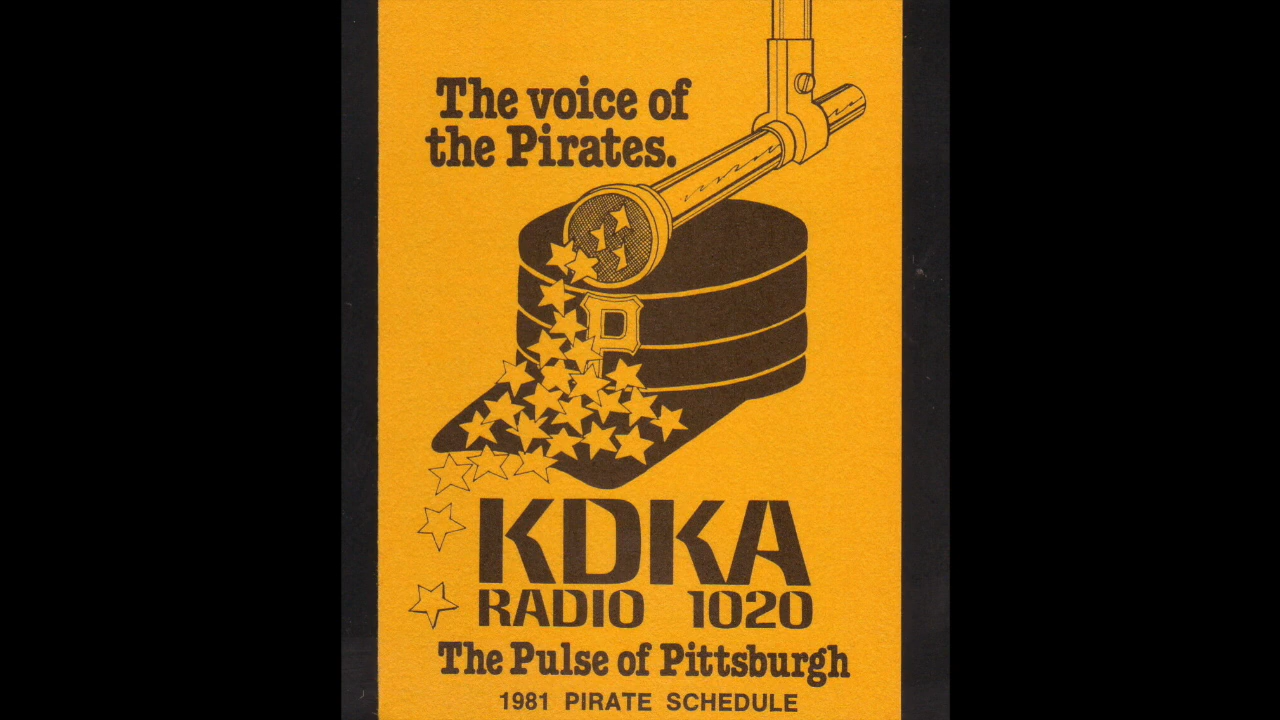 The voice of
the Pirates.
P
KDKA
RADIO 1020
The Pulse of Pittsburgh
1981 PIRATE SCHEDULE